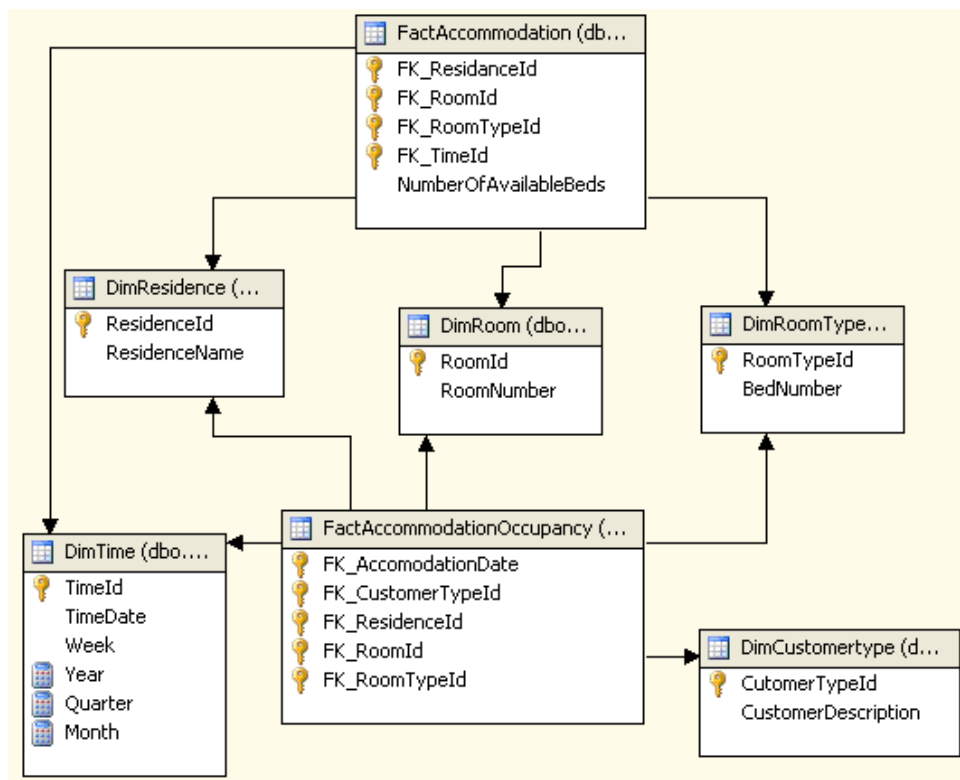 FactAccommodation (db...
FK_ResidanceId
FK_RoomId
FK_RoomTypeId
FK_TimeId
NumberOfAvailableBeds
DimResidence (...
ResidenceId
ResidenceName
DimRoom (dbo...
RoomId
RoomNumber
DimRoomType...
RoomTypeId
BedNumber
FactAccommodationOccupancy (...
FK_AccomodationDate
FK_CustomerTypeId
FK_ResidenceId
FK_RoomId
FK_RoomTypeId
DimTime (dbo....
TimeId
TimeDate
Week
Year
Quarter
Month
DimCustomertype (d...
CutomerTypeId
CustomerDescription